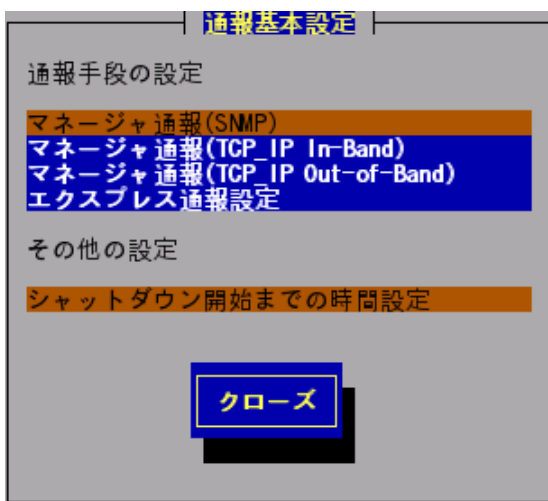 通報基本設定
通報手段の設定
マネージャ通報(SNMP)
マネージャ通報(TCP_IP In-Band)
マネージャ通報(TCP_IP Out-of-Band)
エクスプレス通報設定
その他の設定
シャットダウン開始までの時間設定
クローズ